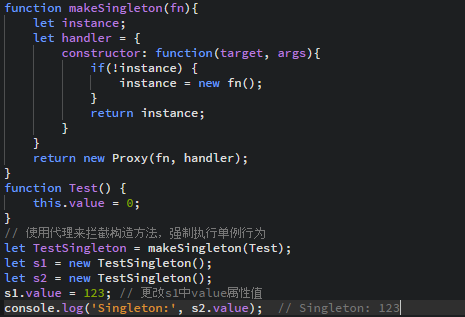 function makeSingleton(fn){
    let instance;
    let handler = {
        constructor: function(target, args){
            if(!instance) {
                instance = new fn();
            }
            return instance;
        }
    }
    return new Proxy(fn, handler);
}
function Test() {
    this.value = 0;
}
// 使用代理来拦截构造方法，强制执行单例行为
let TestSingleton = makeSingleton(Test);
let s1 = new TestSingleton();
let s2 = new TestSingleton();
s1.value = 123; // 更改s1中value属性值
console.log('Singleton:', s2.value);  // Singleton: 123